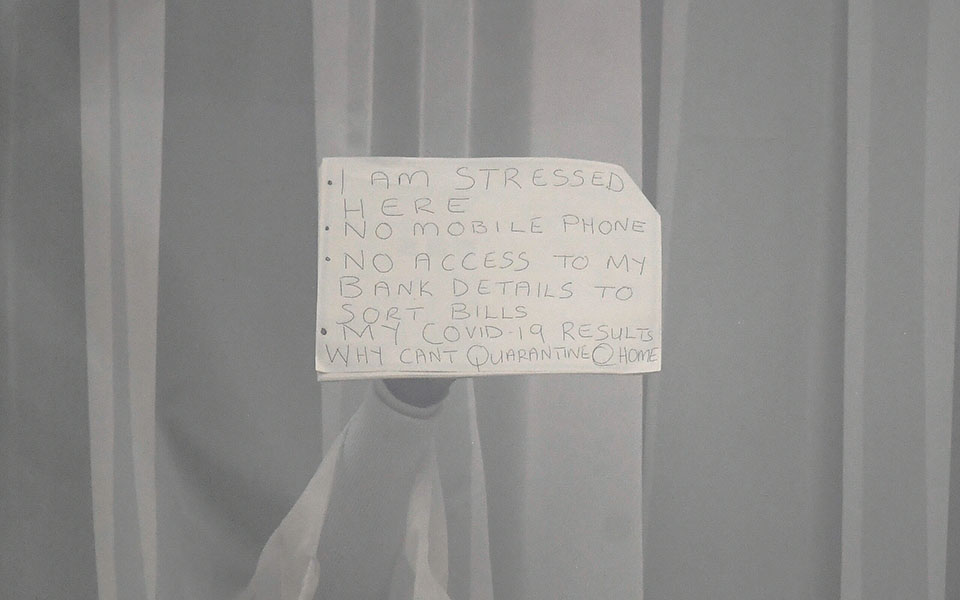 • I AM STRESSED
HERE
• NO MOBILE PHONE
• NO ACCESS TO MY
BANK DETAILS TO
SORT BILLS
• MY COVID-19 RESULTS
WHY CANT QUARANTINE @ HOME